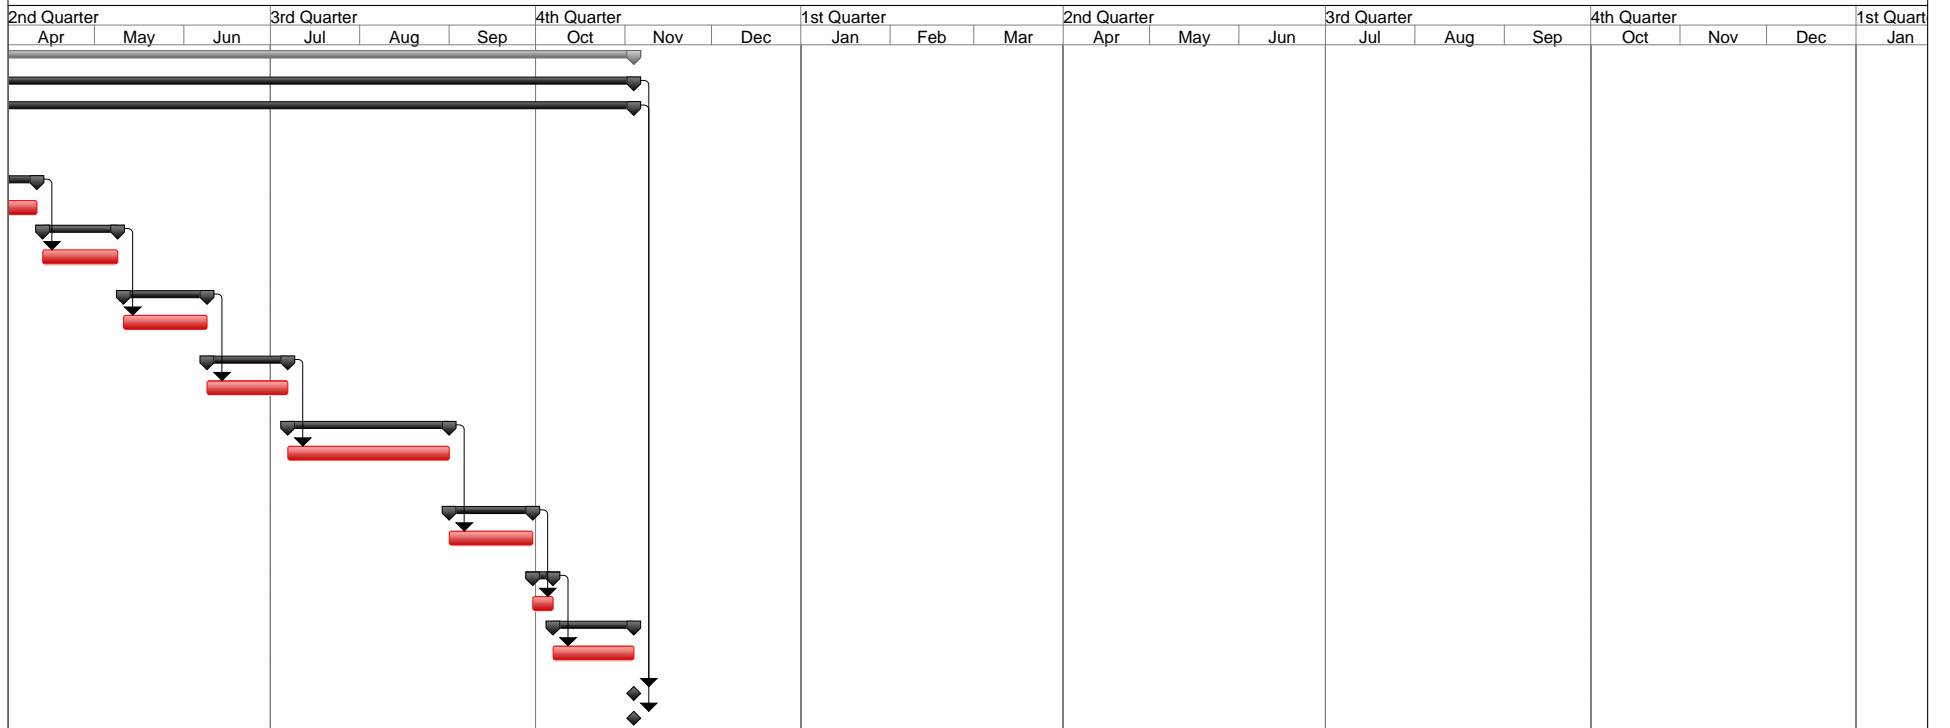 2nd Quarter 3rd Quarter 4th Quarter 1st Quarter 2nd Quarter 3rd Quarter 4th Quarter 1st Quart
Apr May Jun Jul Aug Sep Oct Nov Dec Jan Feb Mar Apr May Jun Jul Aug Sep Oct Nov Dec Jan